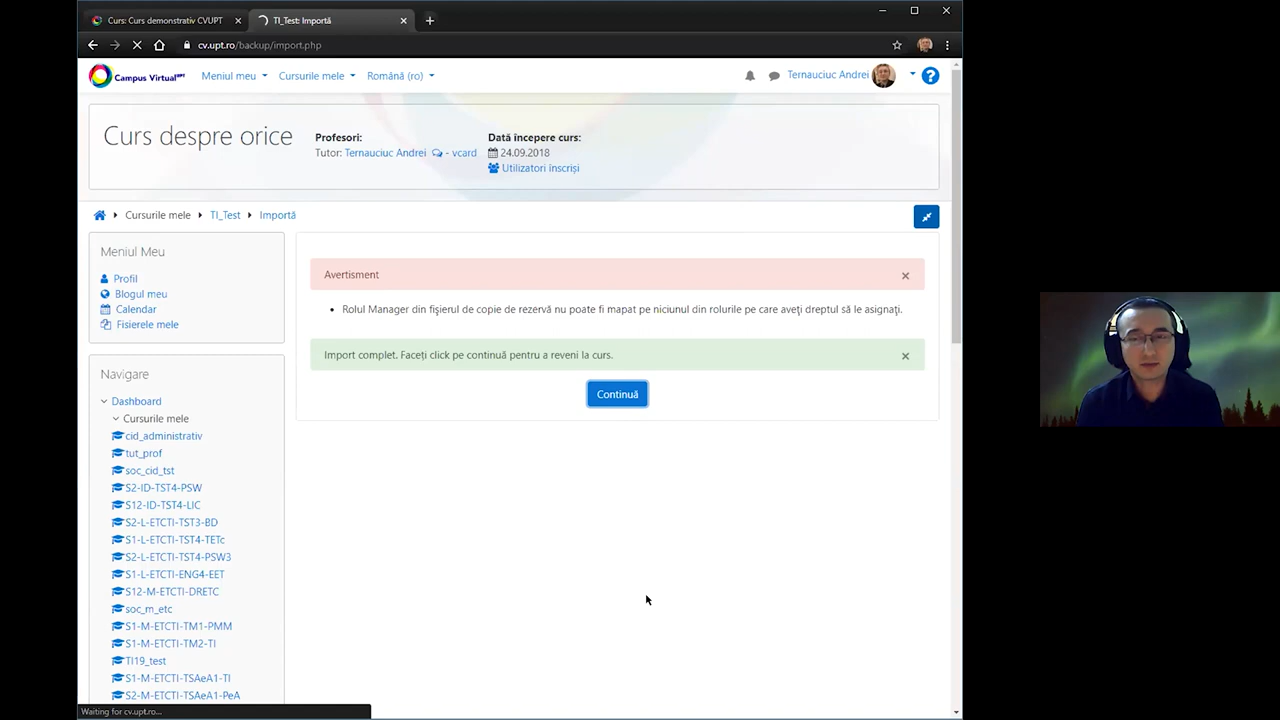 Curs: Curs demonstrativ CVUPT
TI_Test: Importă
cv.upt.ro/backup/import.php
Campus Virtual upt
Meniul meu
Cursurile mele
Română (ro)
Ternauciuc Andrei
Curs despre orice
Profesori:
Tutor: Ternauciuc Andrei - vcard
Dată începere curs:
24.09.2018
Utilizatori înscriși
Cursurile mele
TI_Test
Importă
Meniul Meu
Profil
Blogul meu
Calendar
Fisierele mele
Navigare
Dashboard
Cursurile mele
cid_administrativ
tut_prof
soc_cid_tst
S2-ID-TST4-PSW
S12-ID-TST4-LIC
S2-L-ETCTI-TST3-BD
S1-L-ETCTI-TST4-TETc
S2-L-ETCTI-TST4-PSW3
S1-L-ETCTI-ENG4-EET
S12-M-ETCTI-DRETC
soc_m_etc
S1-M-ETCTI-TM1-PMM
S1-M-ETCTI-TM2-TI
TI19_test
S1-M-ETCTI-TSAeA1-TI
S2-M-ETCTI-TSAeA1-PeA
Avertisment
Rolul Manager din fişierul de copie de rezervă nu poate fi mapat pe niciunul din rolurile pe care aveţi dreptul să le asignaţi.
Import complet. Faceți click pe continuă pentru a reveni la curs.
Continuă
Waiting for cv.upt.ro...